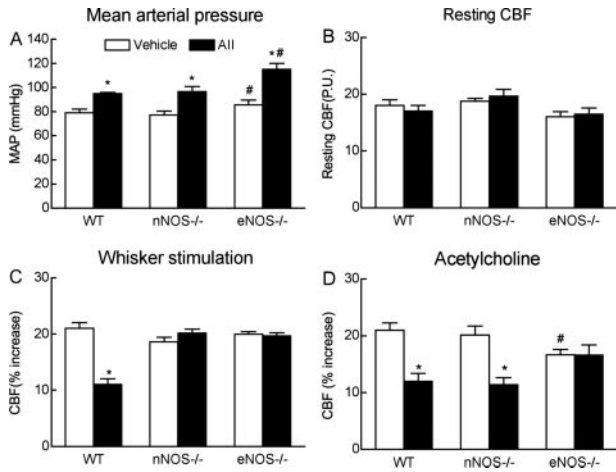 Mean arterial pressure
A
Vehicle
AII
MAP (mmHg)
120
100
80
60
40
20
0
*
*
#
*#
WT
nNOS-/-
eNOS-/-
Resting CBF
B
Resting CBF(P.U.)
30
20
10
0
WT
nNOS-/-
eNOS-/-
Whisker stimulation
C
CBF(% increase)
30
20
10
0
*
WT
nNOS-/-
eNOS-/-
Acetylcholine
D
CBF (% increase)
30
20
10
0
*
*
#
WT
nNOS-/-
eNOS-/-